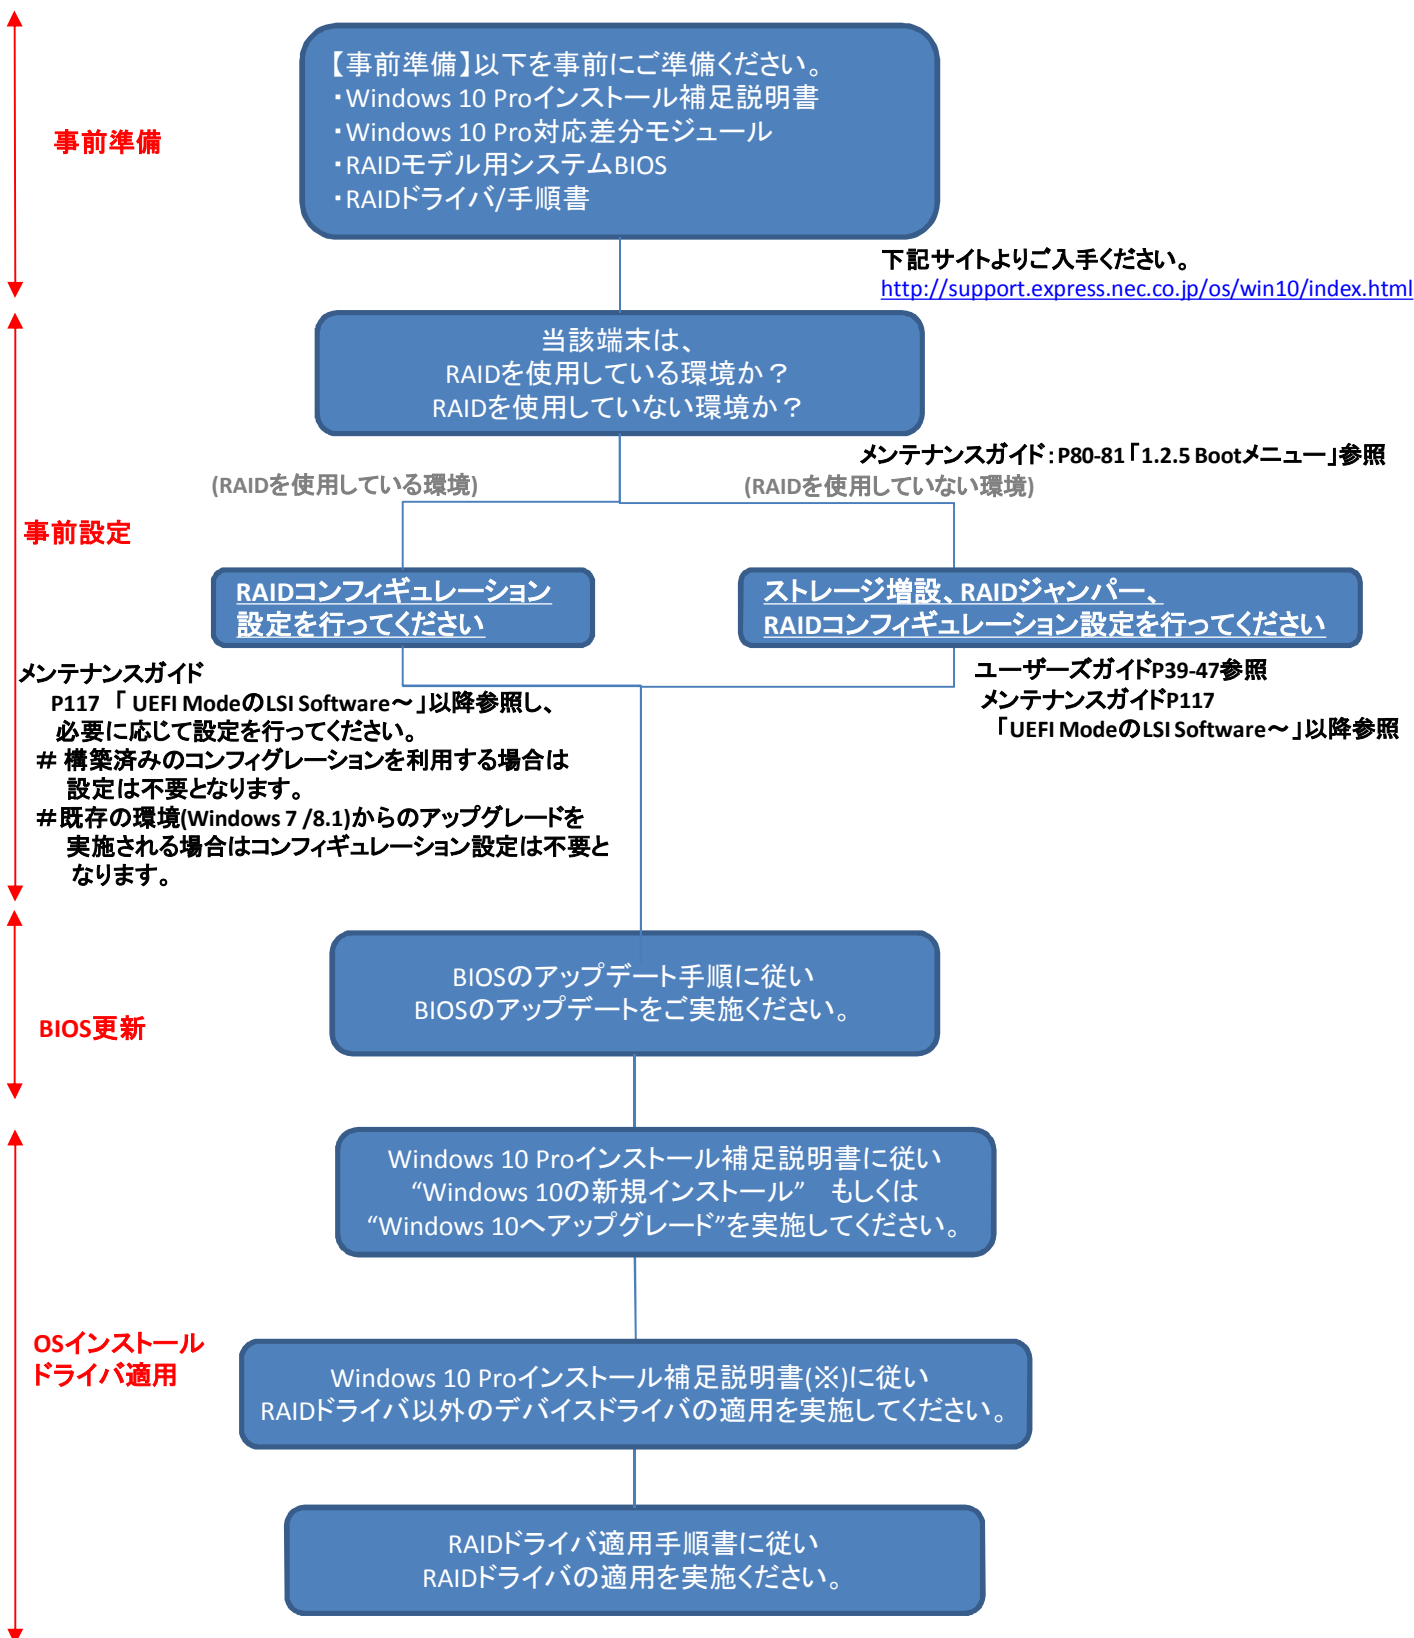 【事前準備】以下を事前にご準備ください。
・Windows 10 Proインストール補足説明書
・Windows 10 Pro対応差分モジュール
・RAIDモデル用システムBIOS
・RAIDドライバ/手順書
事前準備
下記サイトよりご入手ください。
http://support.express.nec.co.jp/os/win10/index.html
当該端末は、
RAIDを使用している環境か？
RAIDを使用していない環境か？
メンテナンスガイド：P80-81「1.2.5 Bootメニュー」参照
(RAIDを使用している環境)
(RAIDを使用していない環境)
事前設定
RAIDコンフィギュレーション
設定を行ってください
ストレージ増設、RAIDジャンパー、
RAIDコンフィギュレーション設定を行ってください
メンテナンスガイド
P117 「 UEFI ModeのLSI Software～」以降参照し、
必要に応じて設定を行ってください。
＃ 構築済みのコンフィグレーションを利用する場合は
設定は不要となります。
＃既存の環境(Windows 7 /8.1)からのアップグレードを
実施される場合はコンフィギュレーション設定は不要と
なります。
ユーザーズガイドP39-47参照
メンテナンスガイドP117
「UEFI ModeのLSI Software～」以降参照
BIOS更新
BIOSのアップデート手順に従い
BIOSのアップデートをご実施ください。
Windows 10 Proインストール補足説明書に従い
“Windows 10の新規インストール”　もしくは
“Windows 10へアップグレード”を実施してください。
OSインストール
ドライバ適用
Windows 10 Proインストール補足説明書(※)に従い
RAIDドライバ以外のデバイスドライバの適用を実施してください。
RAIDドライバ適用手順書に従い
RAIDドライバの適用を実施ください。